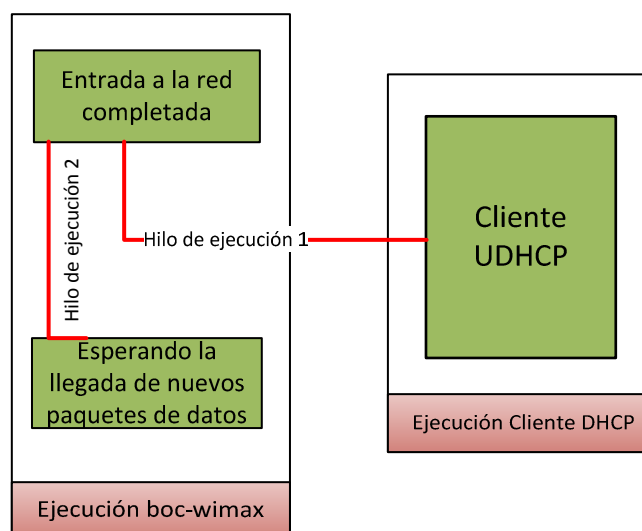 Entrada a la red
completada
Hilo de ejecución 2
Hilo de ejecución 1
Esperando la
llegada de nuevos
paquetes de datos
Ejecución boc-wimax
Cliente
UDHCP
Ejecución Cliente DHCP